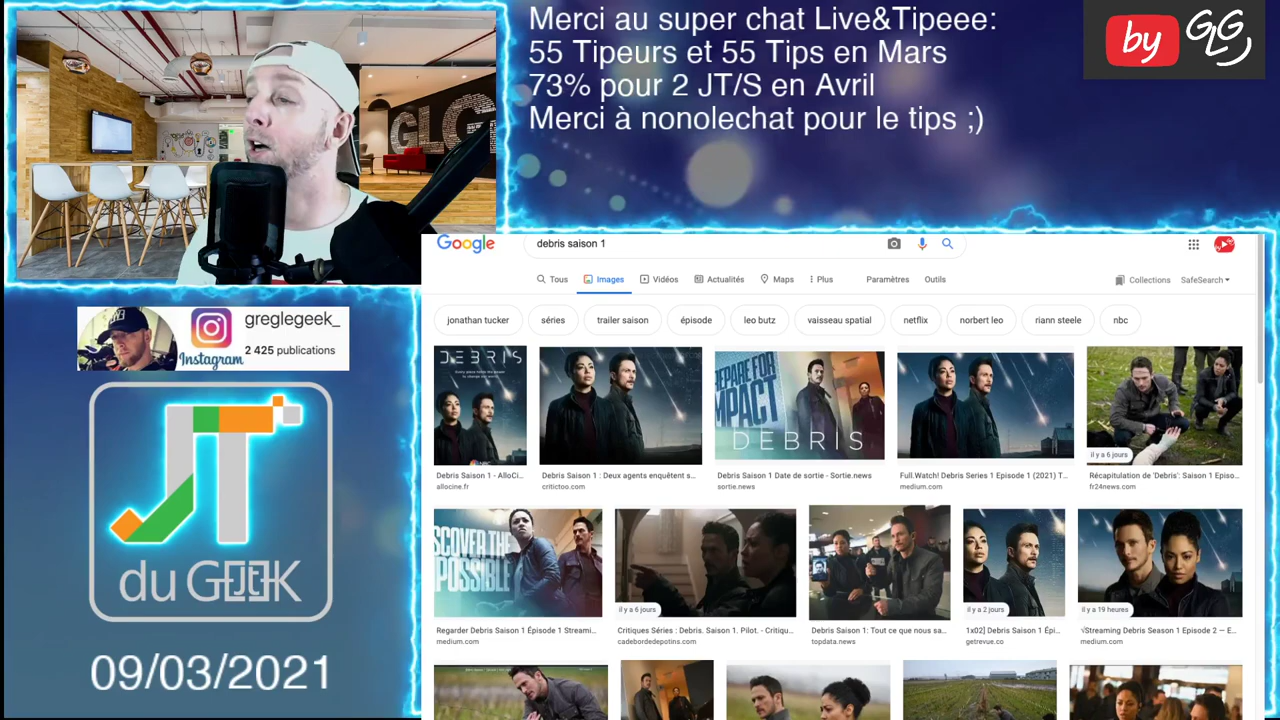 Merci au super chat Live&Tipeee:
55 Tipeurs et 55 Tips en Mars
73% pour 2 JT/S en Avril
Merci à nonolechat pour le tips ;)
by GLG
GLG
greglegeek_
2 425 publications
Instagram
JT
du GEEK
09/03/2021
Google
debris saison 1
Tous
Images
Vidéos
Actualités
Maps
Plus
Paramètres
Outils
Collections
SafeSearch
jonathan tucker
séries
trailer saison
épisode
leo butz
vaisseau spatial
netflix
norbert leo
riann steele
nbc
DEBRIS
PREPARE FOR
IMPACT
DEBRIS
il y a 6 jours
Debris Saison 1 - AlloCi...
allocine.fr
Debris Saison 1 : Deux agents enquêtent s...
critictoo.com
Debris Saison 1 Date de sortie - Sortie.news
sortie.news
Full.Watch! Debris Series 1 Episode 1 (2021) T...
medium.com
Récapitulation de 'Debris': Saison 1 Episo...
fr24news.com
SCOVER THE
POSSIBLE
il y a 6 jours
il y a 2 jours
il y a 19 heures
Regarder Debris Saison 1 Épisode 1 Streami...
medium.com
Critiques Séries : Debris. Saison 1. Pilot. - Critiqu...
cadebordedepotins.com
Debris Saison 1: Tout ce que nous sa...
topdata.news
1x02] Debris Saison 1 Épi...
getrevue.co
√Streaming Debris Season 1 Episode 2 — E...
medium.com